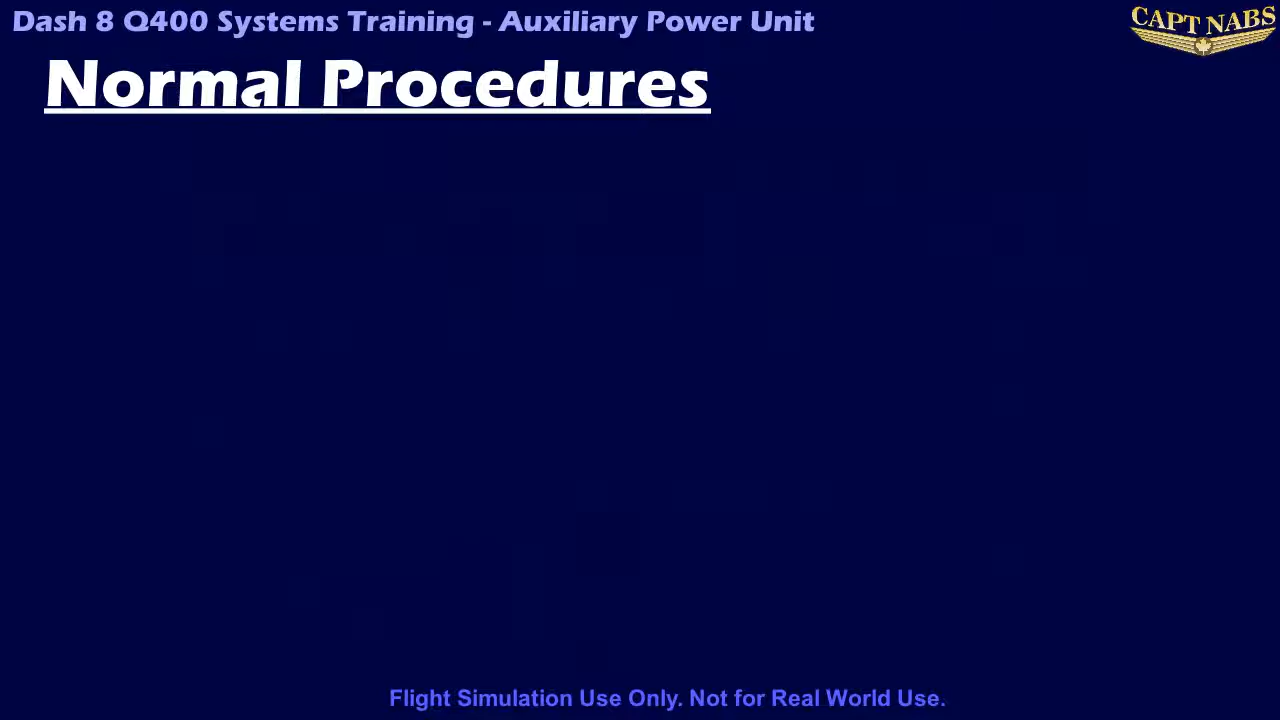 Dash 8 Q400 Systems Training - Auxiliary Power Unit
CAPT NABS
Normal Procedures
Flight Simulation Use Only. Not for Real World Use.